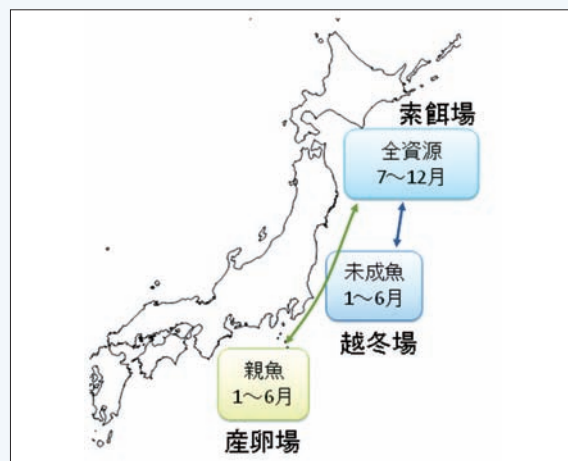 索餌場
全資源
7～12月
未成魚
1～6月
越冬場
親魚
1～6月
産卵場